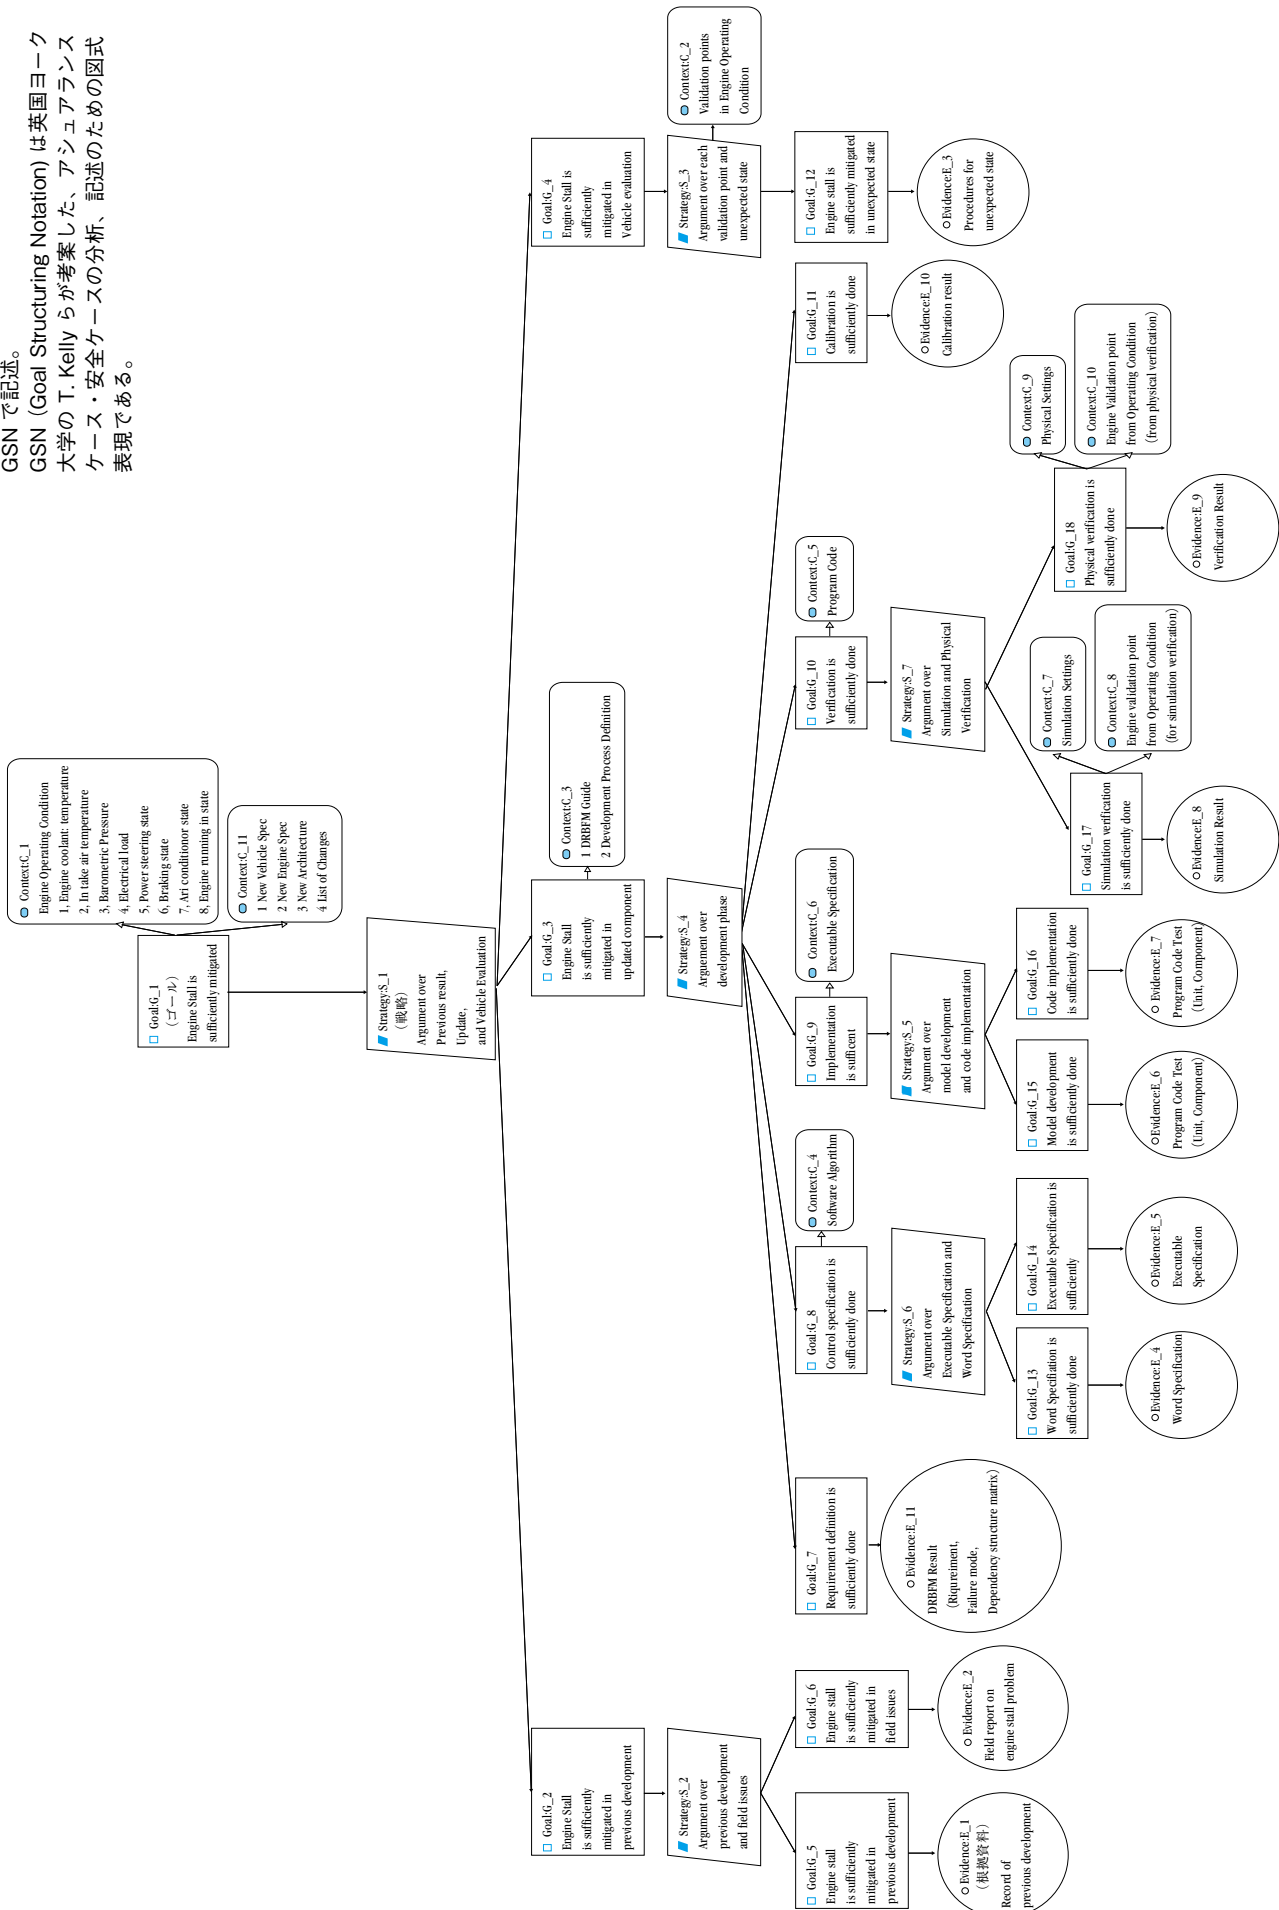 GSN で記述。
GSN（Goal Structuring Notation) は英国ヨーク
大学の T. Kelly らが考案した、アシュアランス
ケース・安全ケースの分析、記述のための図式
表現である。
Goal:G_1
（ゴール）
Engine Stall is
sufficiently mitigated
Context:C_1
Engine Operating Condition
1, Engine coolant: temperature
2, In take air temperature
3, Barometric Pressure
4, Electrical load
5, Power steering state
6, Braking state
7, Ari conditionor state
8, Engine running in state
Context:C_11
1 New Vehicle Spec
2 New Engine Spec
3 New Architecture
4 List of Changes
Strategy:S_1
（戦略）
Argument over
Previous result,
Update,
and Vehicle Evaluation
Goal:G_2
Engine Stall
is sufficiently
mitigated in
previous development
Goal:G_3
Engine Stall
is sufficiently
mitigated in
updated component
Context:C_3
1 DRBFM Guide
2 Development Process Definition
Goal:G_4
Engine Stall is
sufficiently
mitigated in
Vehicle evaluation
Strategy:S_2
Argument over
previous development
and field issues
Strategy:S_4
Arguement over
development phase
Strategy:S_3
Argument over each
validation point and
unexpected state
Context:C_2
Validation points
in Engine Operating
Condition
Goal:G_5
Engine stall
is sufficiently
mitigated in
previous development
Goal:G_6
Engine stall
is sufficiently
mitigated in
field issues
Goal:G_7
Requirement definition is
sufficiently done
Goal:G_8
Control specification is
sufficiently done
Context:C_4
Software Algorithm
Goal:G_9
Implementation
is sufficent
Context:C_6
Executable Specification
Goal:G_10
Verification is
sufficiently done
Context:C_5
Program Code
Goal:G_11
Calibration is
sufficiently done
Goal:G_12
Engine stall is
sufficiently mitigated
in unexpected state
Evidence:E_1
（根拠資料）
Record of
previous development
Evidence:E_2
Field report on
engine stall problem
Evidence:E_11
DRBFM Result
(Riqureiment,
Failure mode,
Dependency structure matrix)
Strategy:S_6
Argument over
Executable Specification and
Word Specification
Strategy:S_5
Argument over
model development
and code implementation
Strategy:S_7
Argument over
Simulation and Physical
Verification
Evidence:E_10
Calibration result
Evidence:E_3
Procedures for
unexpected state
Goal:G_13
Word Specifiation is
sufficiently done
Goal:G_14
Executable Specification is
sufficiently
Goal:G_15
Model development
is sufficiently done
Goal:G_16
Code implementation
is sufficiently done
Goal:G_17
Simulation verification
is sufficiently done
Context:C_7
Simulation Settings
Context:C_8
Engine validation point
from Operating Condition
(for simulation verification)
Goal:G_18
Physical verification is
sufficiently done
Context:C_9
Physical Settings
Context:C_10
Engine Validation point
from Operating Condition
(from physical verification)
Evidence:E_4
Word Specification
Evidence:E_5
Executable
Specification
Evidence:E_6
Program Code Test
(Unit, Component)
Evidence:E_7
Program Code Test
(Unit, Component)
Evidence:E_8
Simulation Result
Evidence:E_9
Verification Result